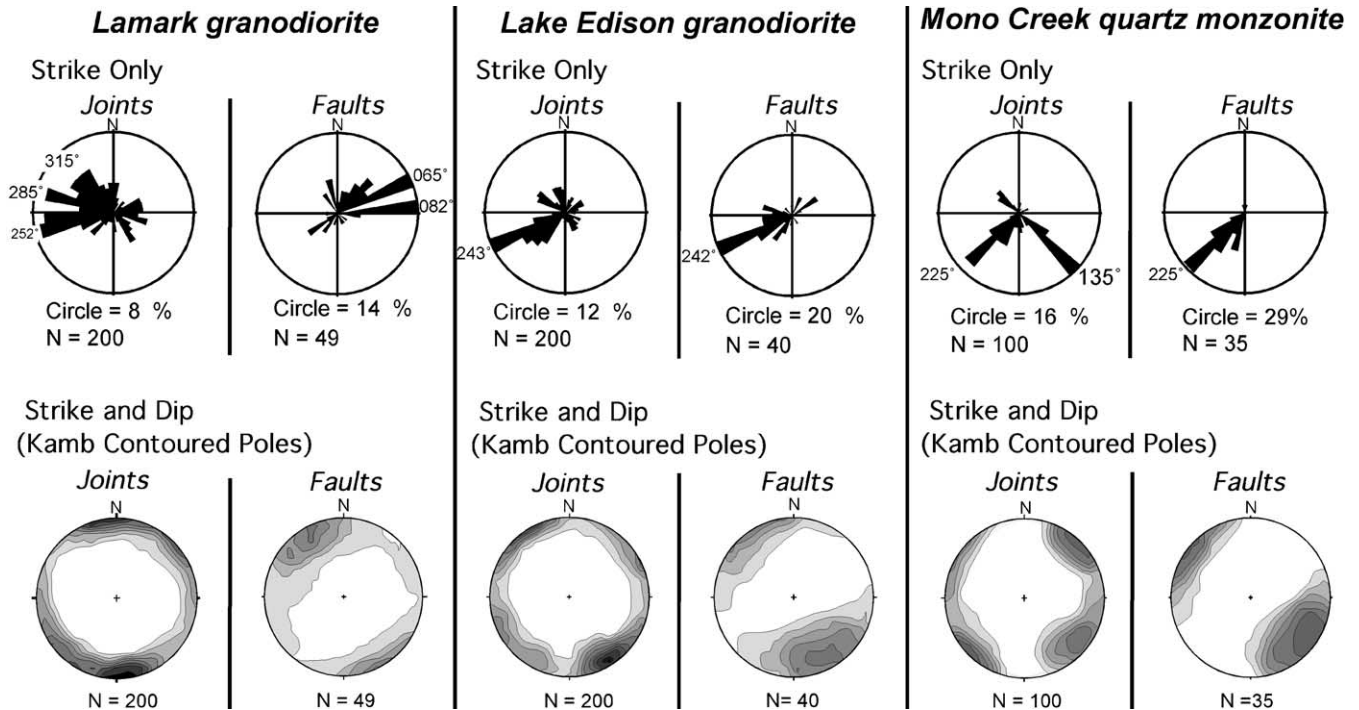 Lamark granodiorite
Strike Only
Joints
N
315°
285°
252°
Circle = 8 %
N = 200
Faults
N
065°
082°
Circle = 14 %
N = 49
Strike and Dip
(Kamb Contoured Poles)
Joints
N
N = 200
Faults
N
N = 49
Lake Edison granodiorite
Strike Only
Joints
N
243°
Circle = 12 %
N = 200
Faults
N
242°
Circle = 20 %
N = 40
Strike and Dip
(Kamb Contoured Poles)
Joints
N
N = 200
Faults
N
N= 40
Mono Creek quartz monzonite
Strike Only
Joints
N
225°
135°
Circle = 16 %
N = 100
Faults
N
225°
Circle = 29%
N = 35
Strike and Dip
(Kamb Contoured Poles)
Joints
N
N = 100
Faults
N
N =35